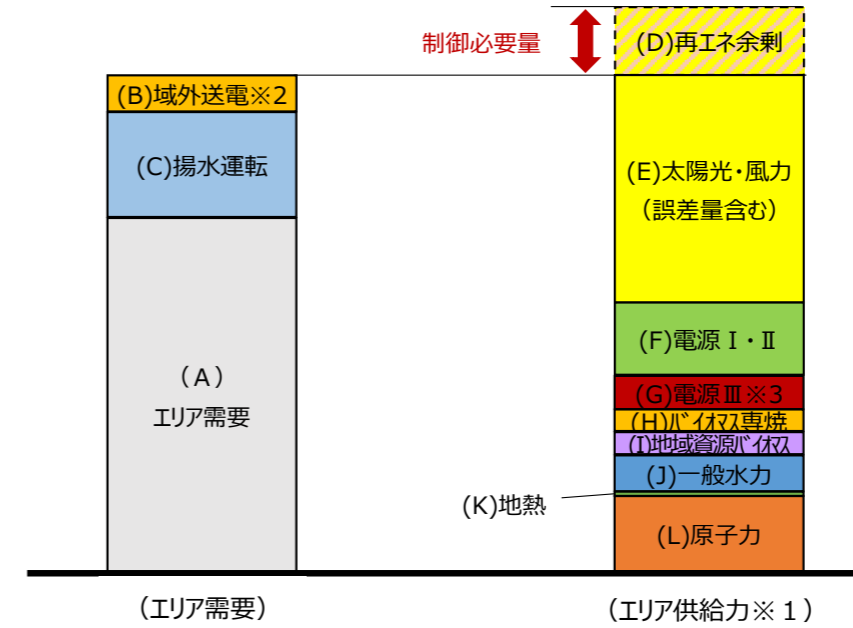 制御必要量
(D)再エネ余剰
(B)域外送電※2
(C)揚水運転
(E)太陽光・風力
（誤差量含む）
(F)電源Ⅰ・Ⅱ
（A）
エリア需要
(G)電源Ⅲ※3
(H)バイオマス専焼
(I)地域資源バイオマス
(J)一般水力
(K)地熱
(L)原子力
（エリア需要）
（エリア供給力※１）